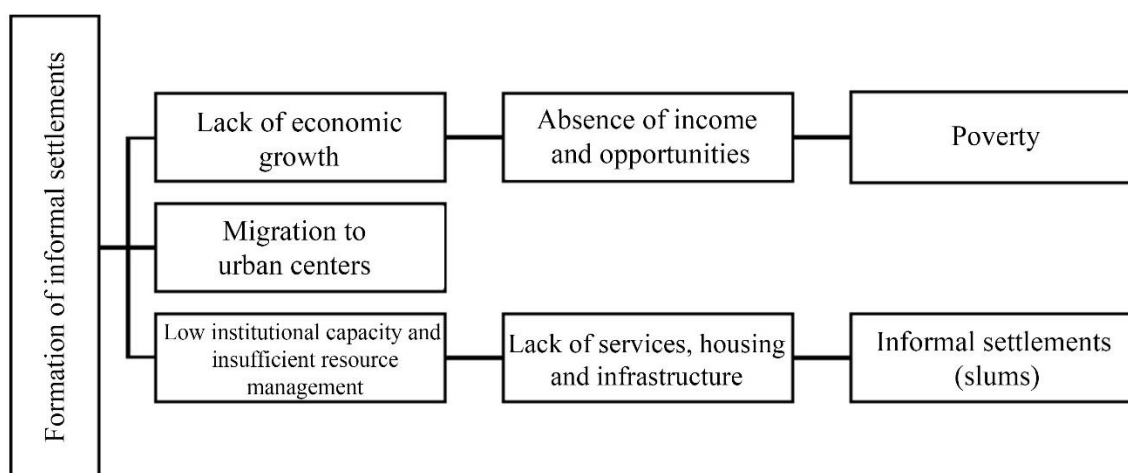 Formation of informal settlements
Lack of economic
growth
Absence of income
and opportunities
Poverty
Migration to
urban centers
Low institutional capacity and
insufficient resource
management
Lack of services, housing
and infrastructure
Informal settlements
(slums)